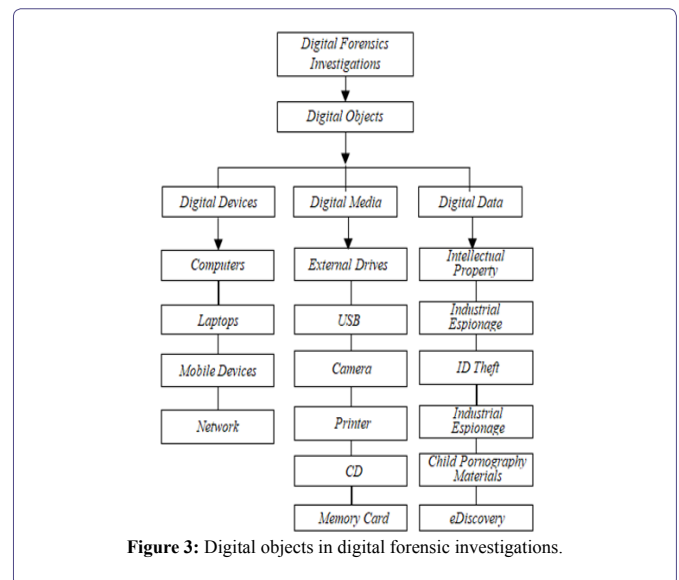 Digital Forensics
Investigations
Digital Objects
Digital Devices
Digital Media
Digital Data
Computers
External Drives
Intellectual
Property
Laptops
USB
Industrial
Espionage
Mobile Devices
Camera
ID Theft
Network
Printer
Industrial
Espionage
CD
Child Pornography
Materials
Memory Card
eDiscovery
Figure 3: Digital objects in digital forensic investigations.